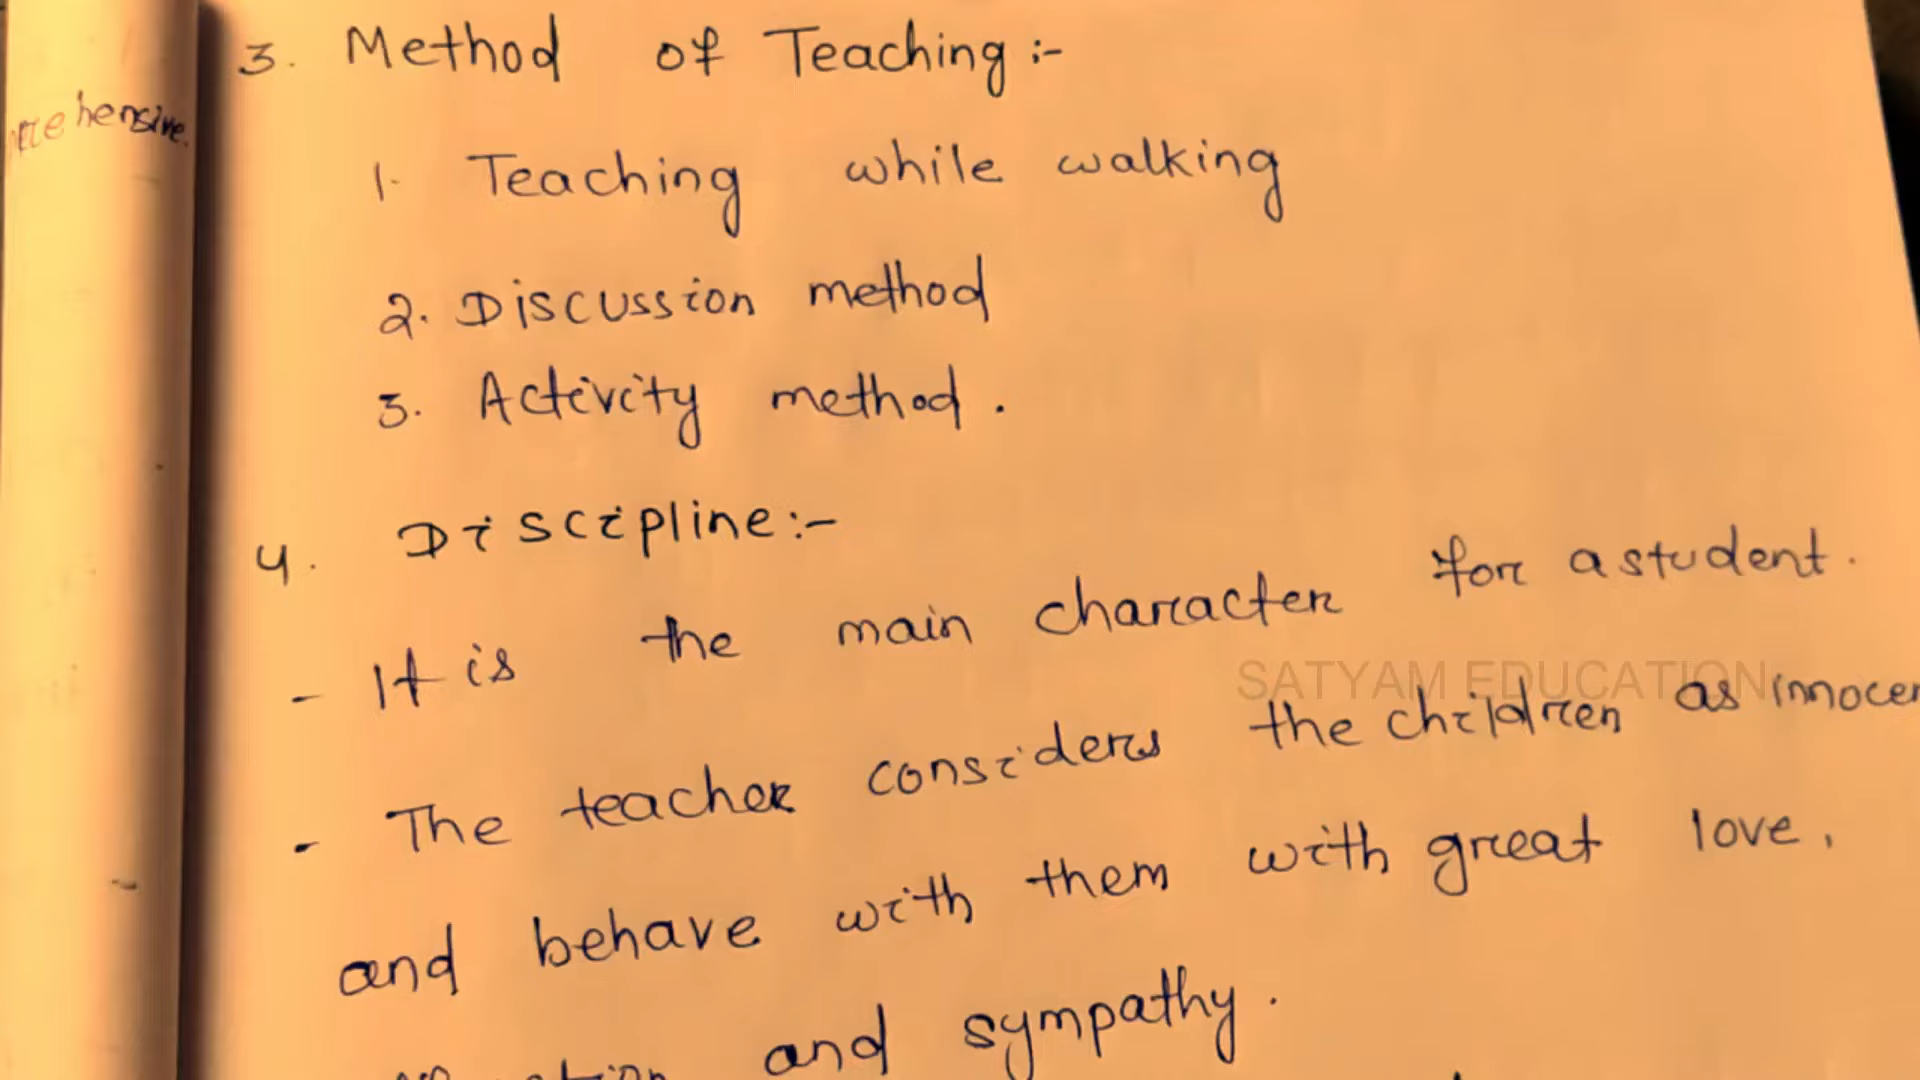 3. Method of Teaching :-
1. Teaching while walking
2. Discussion method
3. Activity method.
4. Discipline:-
- It is the main character for a student.
- The teacher considers the children as
and behave with them with great love,
and sympathy.
SATYAM EDUCATION